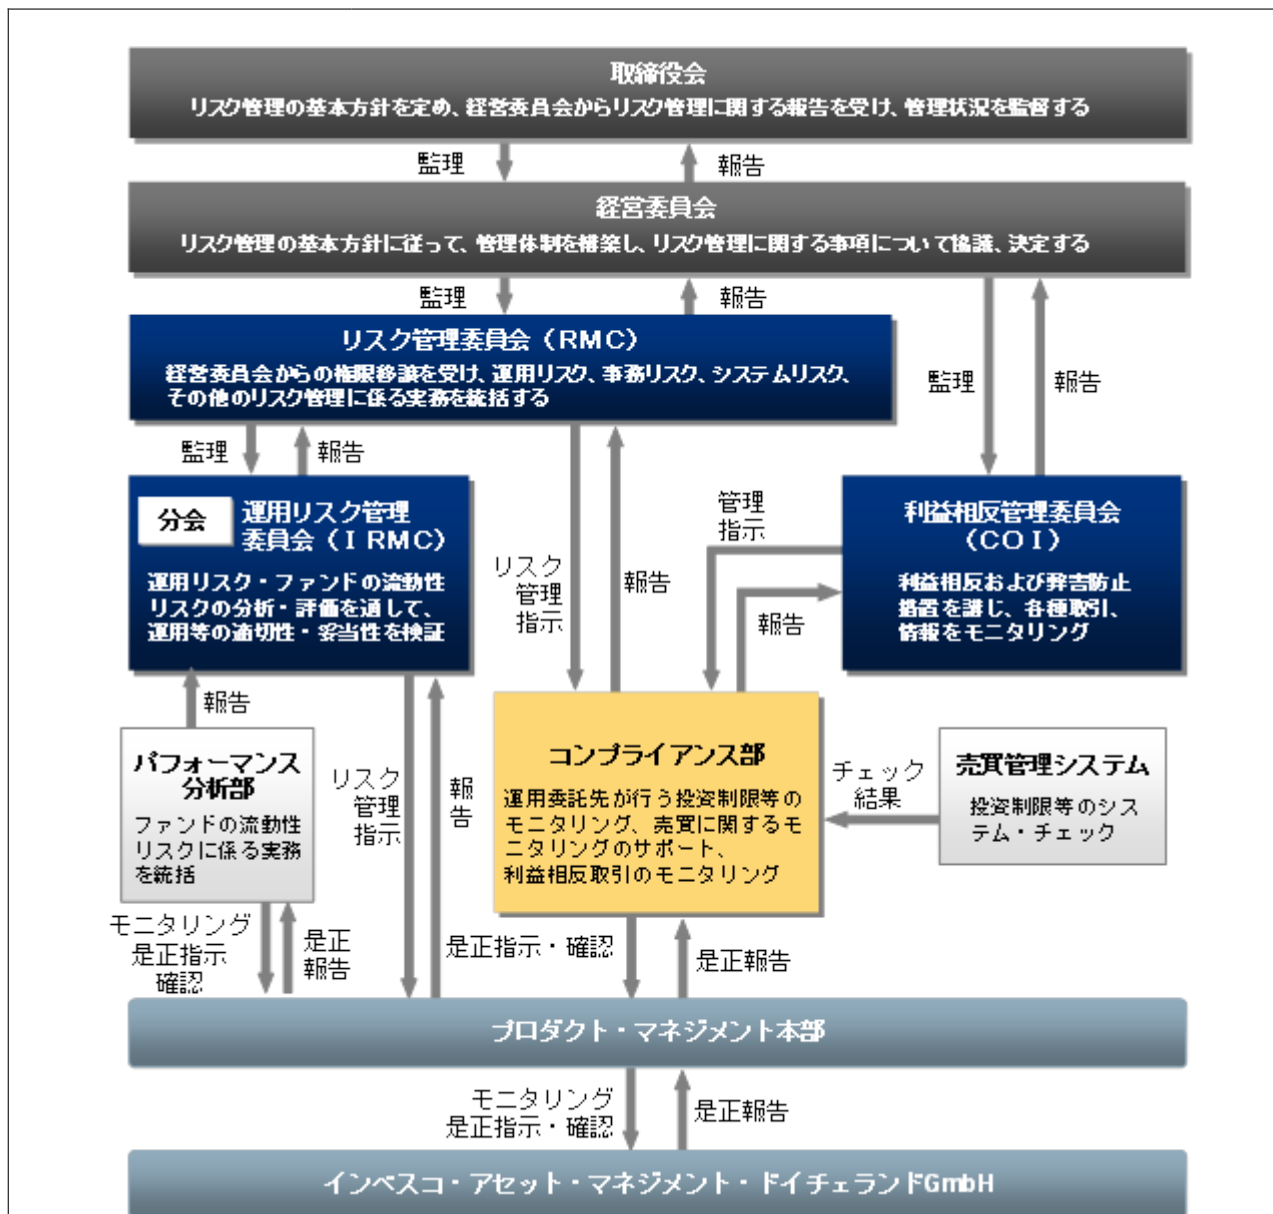 取締役会
リスク管理の基本方針を定め、経営委員会からリスク管理に関する報告を受け、管理状況を監督する
監理
報告
経営委員会
リスク管理の基本方針に従って、管理体制を構築し、リスク管理に関する事項について協議、決定する
監理
報告
リスク管理委員会（RMC）
経営委員会からの権限移譲を受け、運用リスク、事務リスク、システムリスク、
その他のリスク管理に係る実務を統括する
監理
報告
監理
報告
分会
運用リスク管理
委員会（ＩRMC）
運用リスク・ファンドの流動性
リスクの分析・評価を通して、
運用等の適切性・妥当性を検証
リスク
管理
指示
報告
管理
指示
報告
利益相反管理委員会
（COI）
利益相反および弊害防止
措置を講じ、各種取引、
情報をモニタリング
報告
パフォーマンス
分析部
ファンドの流動性
リスクに係る実務
を統括
リスク
管理
指示
報
告
コンプライアンス部
運用委託先が行う投資制限等の
モニタリング、売買に関するモ
ニタリングのサポート、
利益相反取引のモニタリング
チェック
結果
売買管理システム
投資制限等のシス
テム・チェック
モニタリング
是正指示・
確認
是正
報告
是正指示・確認
是正報告
プロダクト・マネジメント本部
モニタリング
是正指示・確認
是正報告
インベスコ・アセット・マネジメント・ドイチェランドGmbH